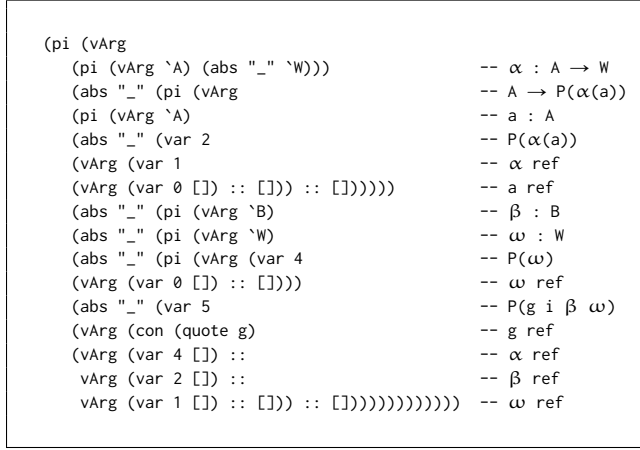 (pi (vArg
(pi (vArg `A) (abs "_" `W))) -- α : A → W
(abs "_" (pi (vArg -- A → P(α(a))
(pi (vArg `A) -- a : A
(abs "_" (var 2 -- P(α(a))
(vArg (var 1 -- α ref
(vArg (var 0 []) :: [])) :: []))))) -- a ref
(abs "_" (pi (vArg `B) -- β : B
(abs "_" (pi (vArg `W) -- ω : W
(abs "_" (pi (vArg (var 4 -- P(ω)
(vArg (var 0 []) :: []))) -- ω ref
(abs "_" (var 5 -- P(g i β ω)
(vArg (con (quote g) -- g ref
(vArg (var 4 []) :: -- α ref
vArg (var 2 []) :: -- β ref
vArg (var 1 []) :: [])) :: [])))))))))))) -- ω ref